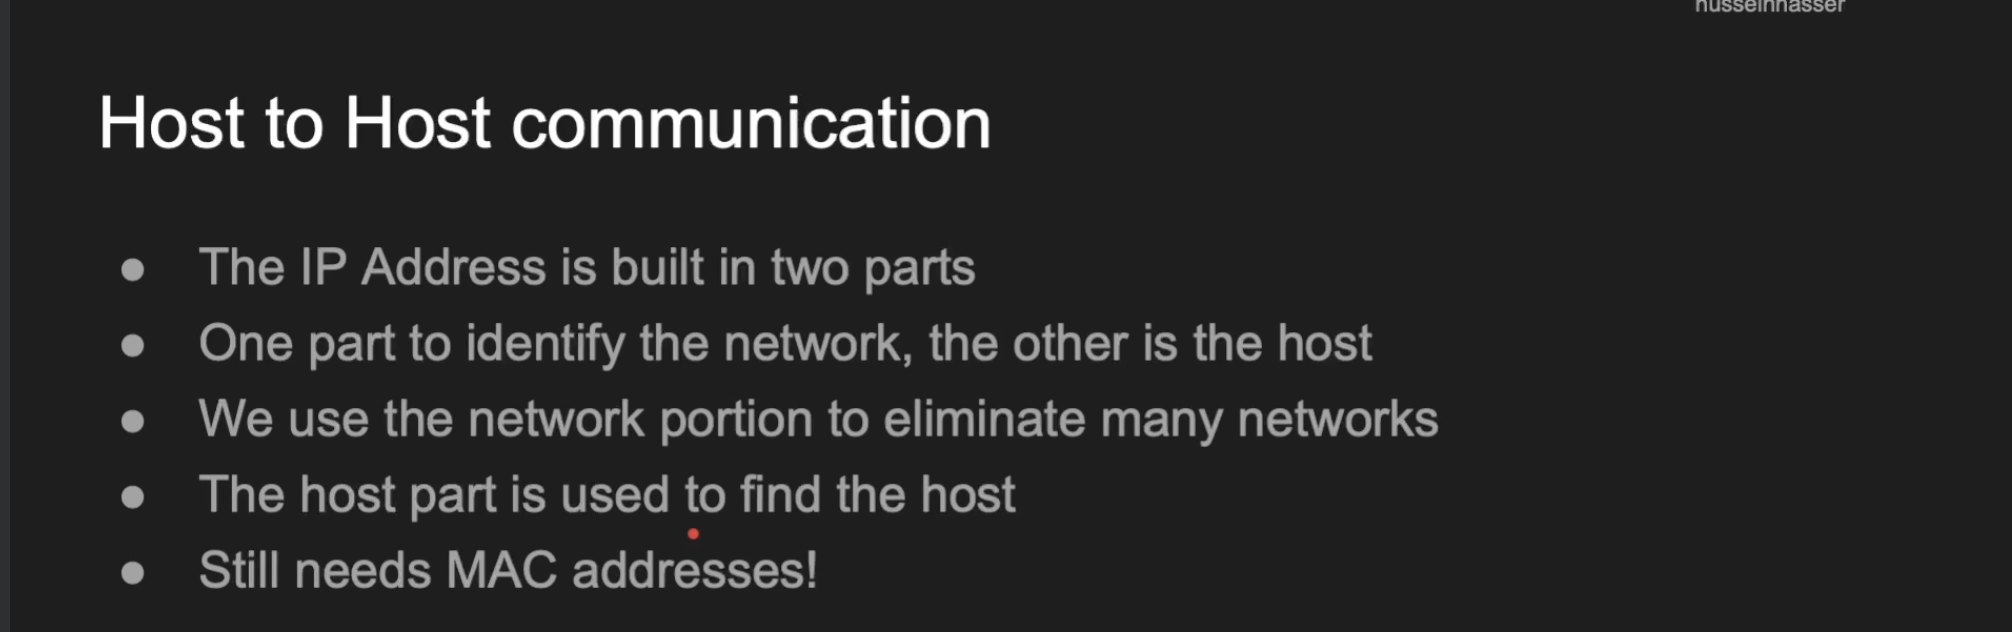 husseinnasser
Host to Host communication
● The IP Address is built in two parts
● One part to identify the network, the other is the host
● We use the network portion to eliminate many networks
● The host part is used to find the host
● Still needs MAC addresses!